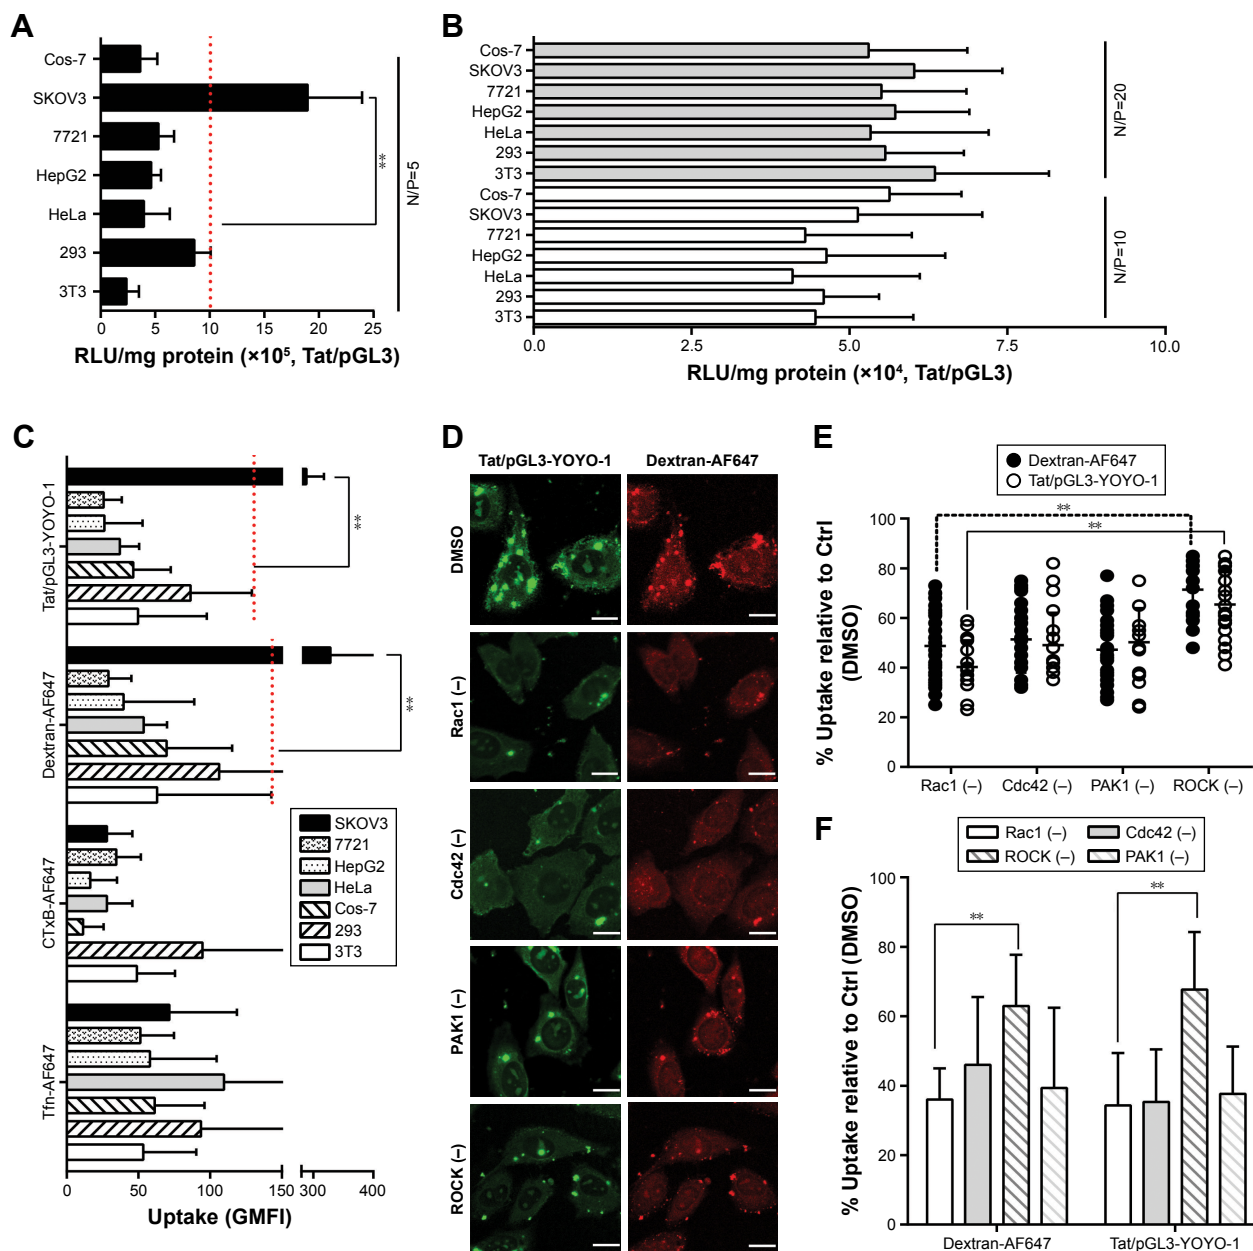 A
Cos-7
SKOV3
7721
HepG2
HeLa
293
3T3
**
N/P=5
0
5
10
15
20
25
RLU/mg protein (×10⁵, Tat/pGL3)
B
Cos-7
SKOV3
7721
HepG2
HeLa
293
3T3
Cos-7
SKOV3
7721
HepG2
HeLa
293
3T3
N/P=20
N/P=10
0.0
2.5
5.0
7.5
10.0
RLU/mg protein (×10⁴, Tat/pGL3)
C
Tat/pGL3-YOYO-1
Dextran-AF647
CTxB-AF647
Tfn-AF647
**
**
SKOV3
7721
HepG2
HeLa
Cos-7
293
3T3
0
50
100
150
300
400
Uptake (GMFI)
D
Tat/pGL3-YOYO-1
Dextran-AF647
DMSO
Rac1 (–)
Cdc42 (–)
PAK1 (–)
ROCK (–)
E
Dextran-AF647
Tat/pGL3-YOYO-1
**
**
% Uptake relative to Ctrl
(DMSO)
100
80
60
40
20
0
Rac1 (–)
Cdc42 (–)
PAK1 (–)
ROCK (–)
F
Rac1 (–)
Cdc42 (–)
ROCK (–)
PAK1 (–)
% Uptake relative to Ctrl (DMSO)
100
80
60
40
20
0
**
**
Dextran-AF647
Tat/pGL3-YOYO-1